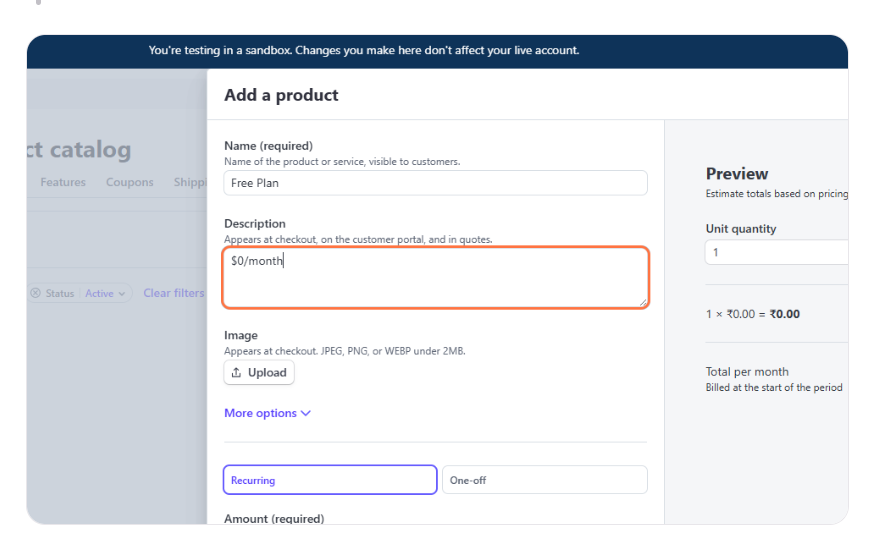 You're testing in a sandbox. Changes you make here don't affect your live account.
Add a product
ct catalog
Features Coupons Shippi
Status Active
Clear filters
Name (required)
Name of the product or service, visible to customers.
Free Plan
Description
Appears at checkout, on the customer portal, and in quotes.
$0/month
Image
Appears at checkout. JPEG, PNG, or WEBP under 2MB.
Upload
More options
Recurring
One-off
Amount (required)
Preview
Estimate totals based on pricing
Unit quantity
1
1 × ₹0.00 = ₹0.00
Total per month
Billed at the start of the period